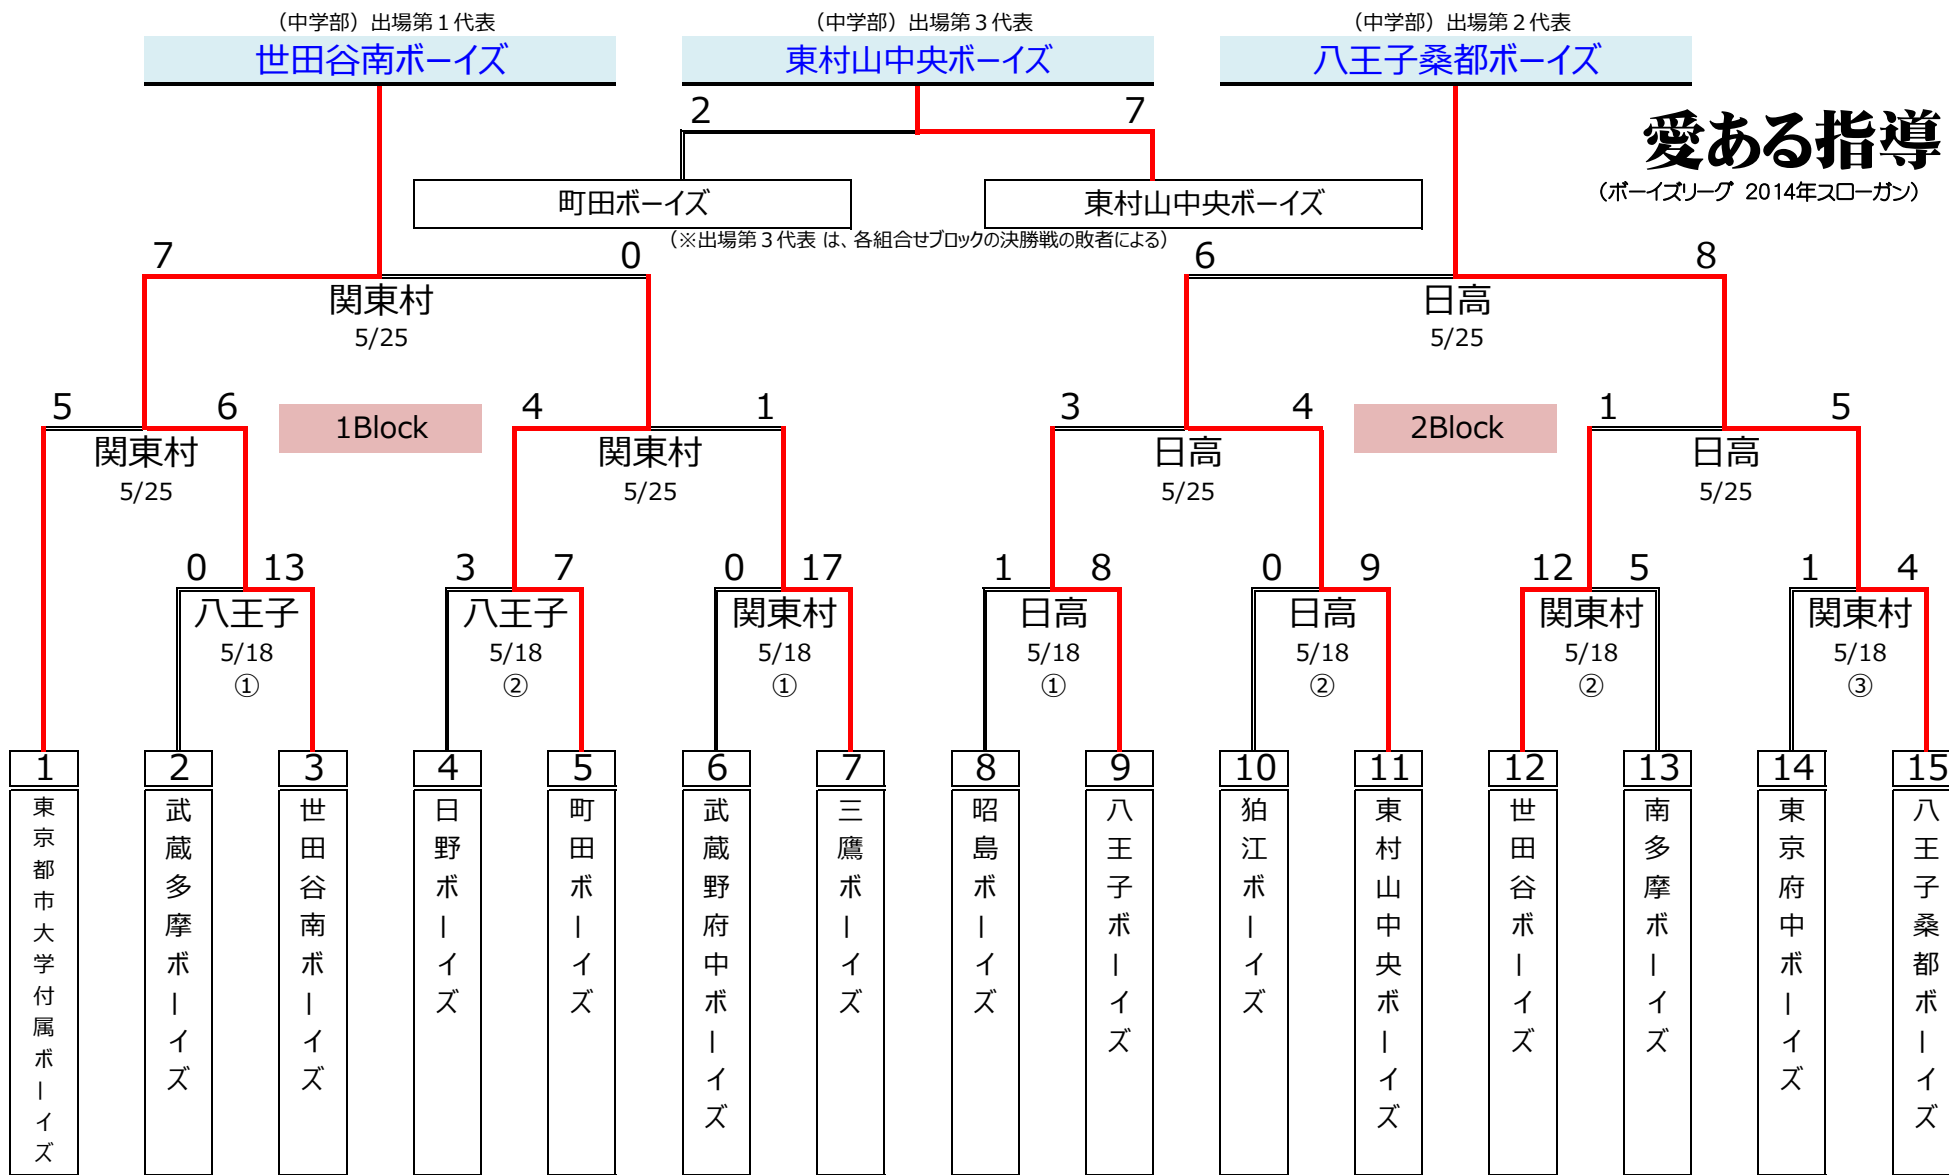 （中学部）出場第１代表
（中学部）出場第３代表
（中学部）出場第２代表
世田谷南ボーイズ
東村山中央ボーイズ
八王子桑都ボーイズ
2
7
愛ある指導
（ボーイズリーグ 2014年スローガン）
町田ボーイズ
東村山中央ボーイズ
（※出場第３代表 は、各組合せブロックの決勝戦の敗者による）
7
0
6
8
関東村
5/25
日高
5/25
5
6
1Block
4
1
3
4
2Block
1
5
関東村
5/25
関東村
5/25
日高
5/25
日高
5/25
0
13
3
7
0
17
1
8
0
9
12
5
1
4
八王子
5/18
①
八王子
5/18
②
関東村
5/18
①
日高
5/18
①
日高
5/18
②
関東村
5/18
②
関東村
5/18
③
1
東京都市大学付属ボーイズ
2
武蔵多摩ボーイズ
3
世田谷南ボーイズ
4
日野ボーイズ
5
町田ボーイズ
6
武蔵野府中ボーイズ
7
三鷹ボーイズ
8
昭島ボーイズ
9
八王子ボーイズ
10
狛江ボーイズ
11
東村山中央ボーイズ
12
世田谷ボーイズ
13
南多摩ボーイズ
14
東京府中ボーイズ
15
八王子桑都ボーイズ